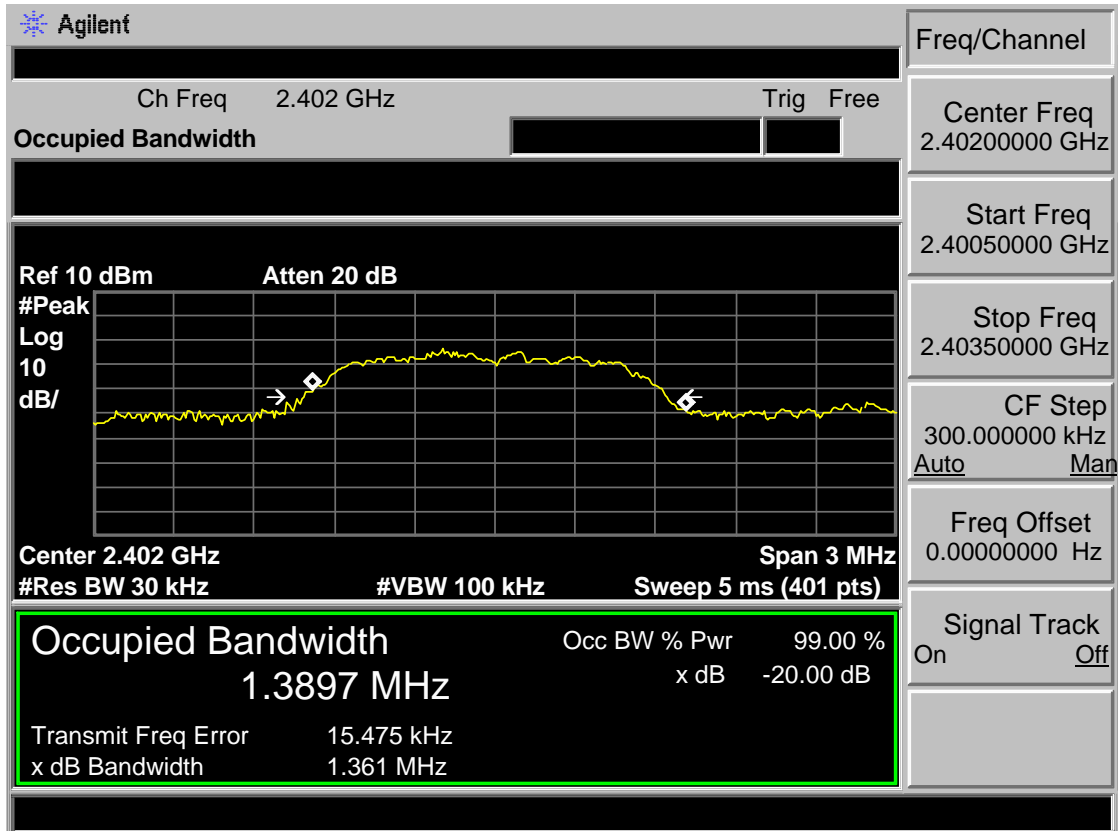 Agilent
Freq/Channel
Ch Freq 2.402 GHz Trig Free
Occupied Bandwidth
Center Freq
2.40200000 GHz
Start Freq
2.40050000 GHz
Stop Freq
2.40350000 GHz
CF Step
300.000000 kHz
Auto Man
Freq Offset
0.00000000 Hz
Signal Track
On Off
Ref 10 dBm Atten 20 dB
#Peak
Log
10
dB/
Center 2.402 GHz Span 3 MHz
#Res BW 30 kHz #VBW 100 kHz Sweep 5 ms (401 pts)
Occupied Bandwidth Occ BW % Pwr 99.00 %
1.3897 MHz x dB -20.00 dB
Transmit Freq Error 15.475 kHz
x dB Bandwidth 1.361 MHz